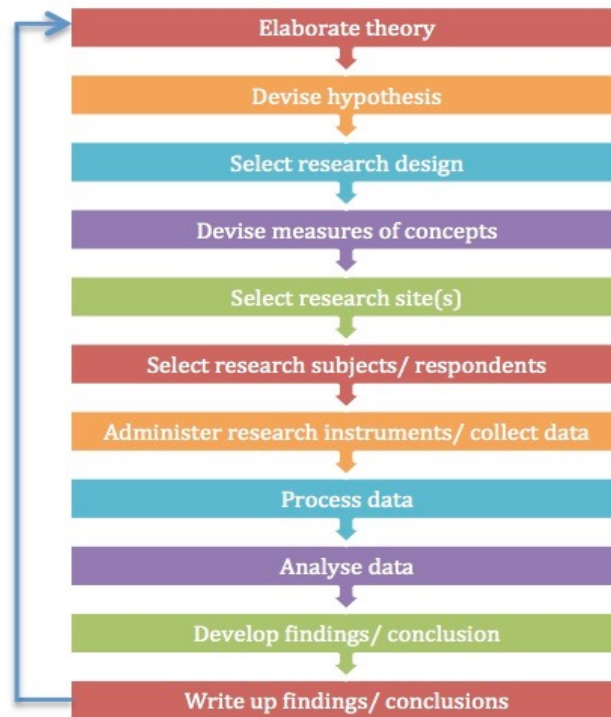 Elaborate theory
Devise hypothesis
Select research design
Devise measures of concepts
Select research site(s)
Select research subjects/ respondents
Administer research instruments/ collect data
Process data
Analyse data
Develop findings/ conclusion
Write up findings/ conclusions